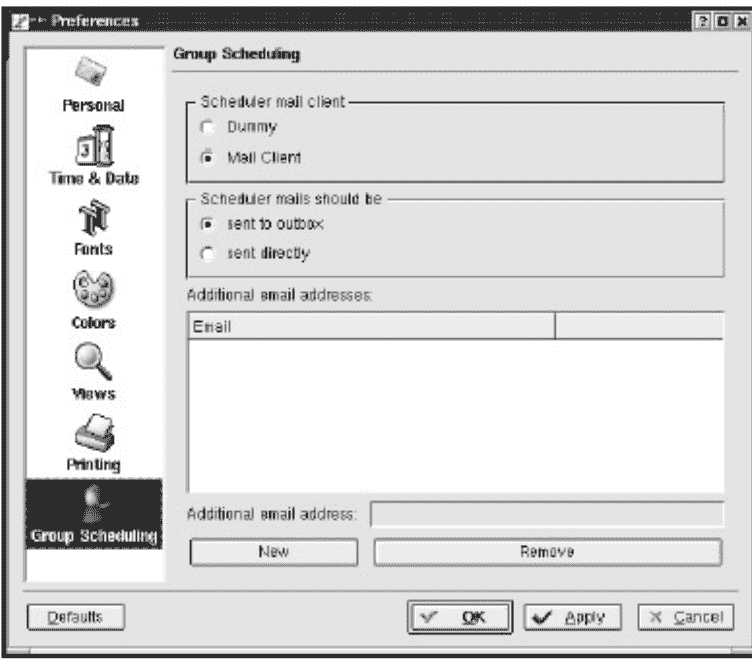 Preferences
Personal
Time & Date
Fonts
Colors
Views
Printing
Group Scheduling
Group Scheduling
Scheduler mail client
Dummy
Mail Client
Scheduler mails should be
sent to outbox
sent directly
Additional email addresses:
Email
Additional email address:
New
Remove
Defaults
OK
Apply
Cancel